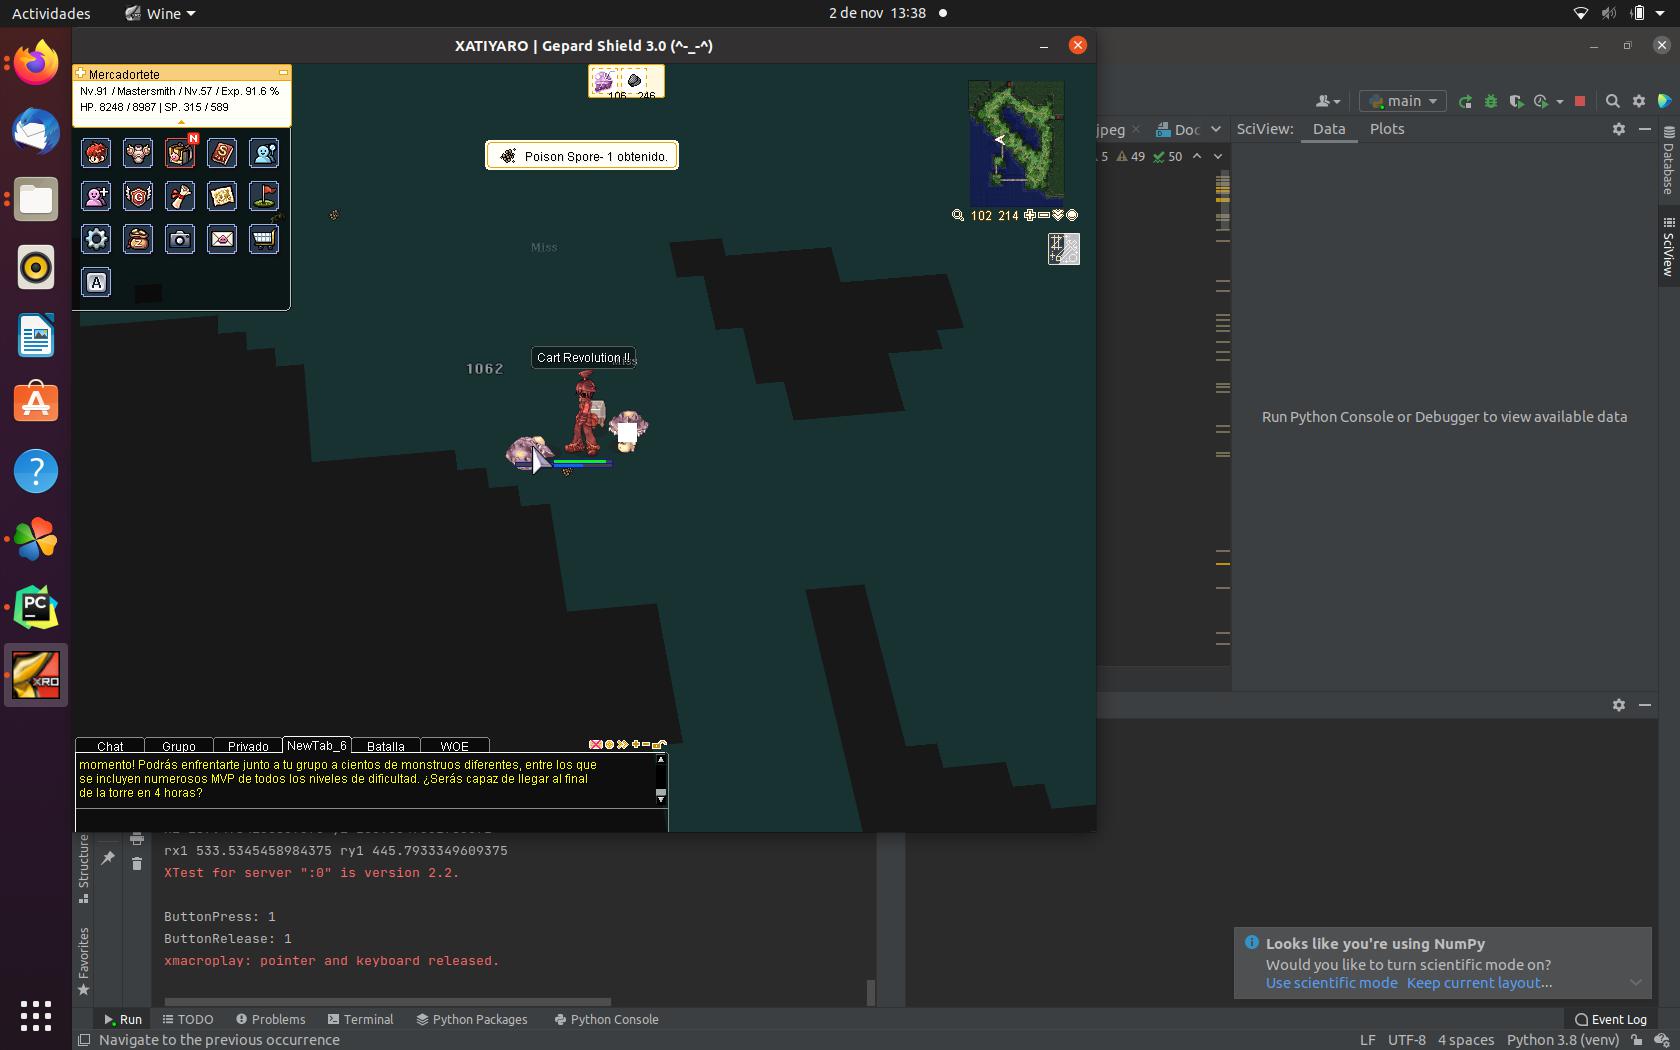 Actividades
Wine
2 de nov 13:38
XATIYARO | Gepard Shield 3.0 (^-_-^)
Mercadortete
Nv.91 / Mastersmith / Nv.57 / Exp. 91.6 %
HP. 8248 / 8987 | SP. 315 / 589
N
A
106 246
Poison Spore- 1 obtenido.
102 214
Miss
Cart Revolution !!
1062
Chat
Grupo
Privado
NewTab_6
Batalla
WOE
momento! Podrás enfrentarte junto a tu grupo a cientos de monstruos diferentes, entre los que
se incluyen numerosos MVP de todos los niveles de dificultad. ¿Serás capaz de llegar al final
de la torre en 4 horas?
main
jpeg
Doc
SciView:
Data
Plots
5 49 50
Database
SciView
Run Python Console or Debugger to view available data
PC
XRO
Structure
Favorites
rx1 533.5345458984375 ry1 445.7933349609375
XTest for server ":0" is version 2.2.
ButtonPress: 1
ButtonRelease: 1
xmacroplay: pointer and keyboard released.
Looks like you're using NumPy
Would you like to turn scientific mode on?
Use scientific mode Keep current layout...
Run
TODO
Problems
Terminal
Python Packages
Python Console
Event Log
Navigate to the previous occurrence
LF UTF-8 4 spaces Python 3.8 (venv)